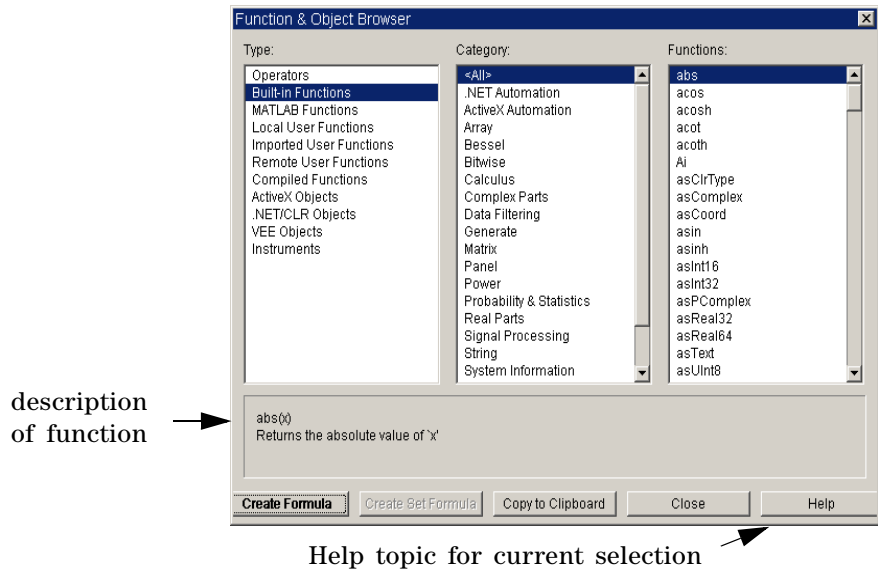 Function & Object Browser
Type:
Operators
Built-in Functions
MATLAB Functions
Local User Functions
Imported User Functions
Remote User Functions
Compiled Functions
ActiveX Objects
.NET/CLR Objects
VEE Objects
Instruments
Category:
<All>
.NET Automation
ActiveX Automation
Array
Bessel
Bitwise
Calculus
Complex Parts
Data Filtering
Generate
Matrix
Panel
Power
Probability & Statistics
Real Parts
Signal Processing
String
System Information
Functions:
abs
acos
acosh
acot
acoth
Ai
asClrType
asComplex
asCoord
asin
asinh
asInt16
asInt32
asPComplex
asReal32
asReal64
asText
asUInt8
description
of function
abs(x)
Returns the absolute value of 'x'
Create Formula
Create Set Formula
Copy to Clipboard
Close
Help
Help topic for current selection